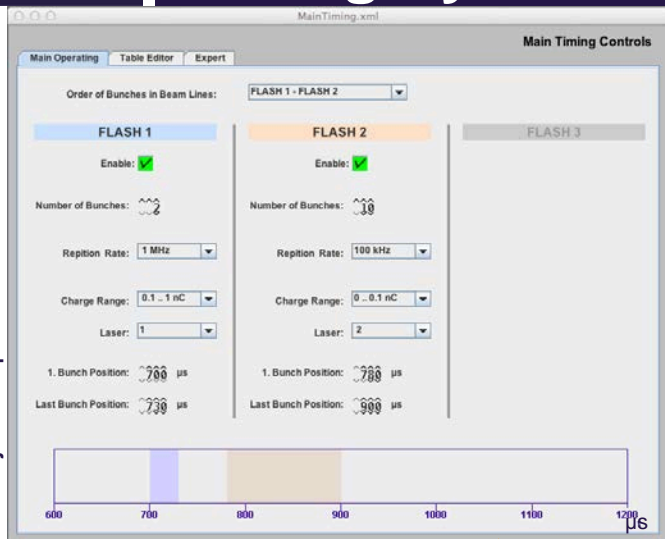 MainTiming.xml
Main Timing Controls
Main Operating Table Editor Expert
Order of Bunches in Beam Lines: FLASH 1 - FLASH 2
FLASH 1 FLASH 2 FLASH 3
Enable: Enable:
Number of Bunches: 2 Number of Bunches: 10
Repition Rate: 1 MHz Repition Rate: 100 kHz
Charge Range: 0.1 .. 1 nC Charge Range: 0 .. 0.1 nC
Laser: 1 Laser: 2
1. Bunch Position: 700 µs 1. Bunch Position: 780 µs
Last Bunch Position: 730 µs Last Bunch Position: 900 µs
600 700 800 900 1000 1100 1200
µs